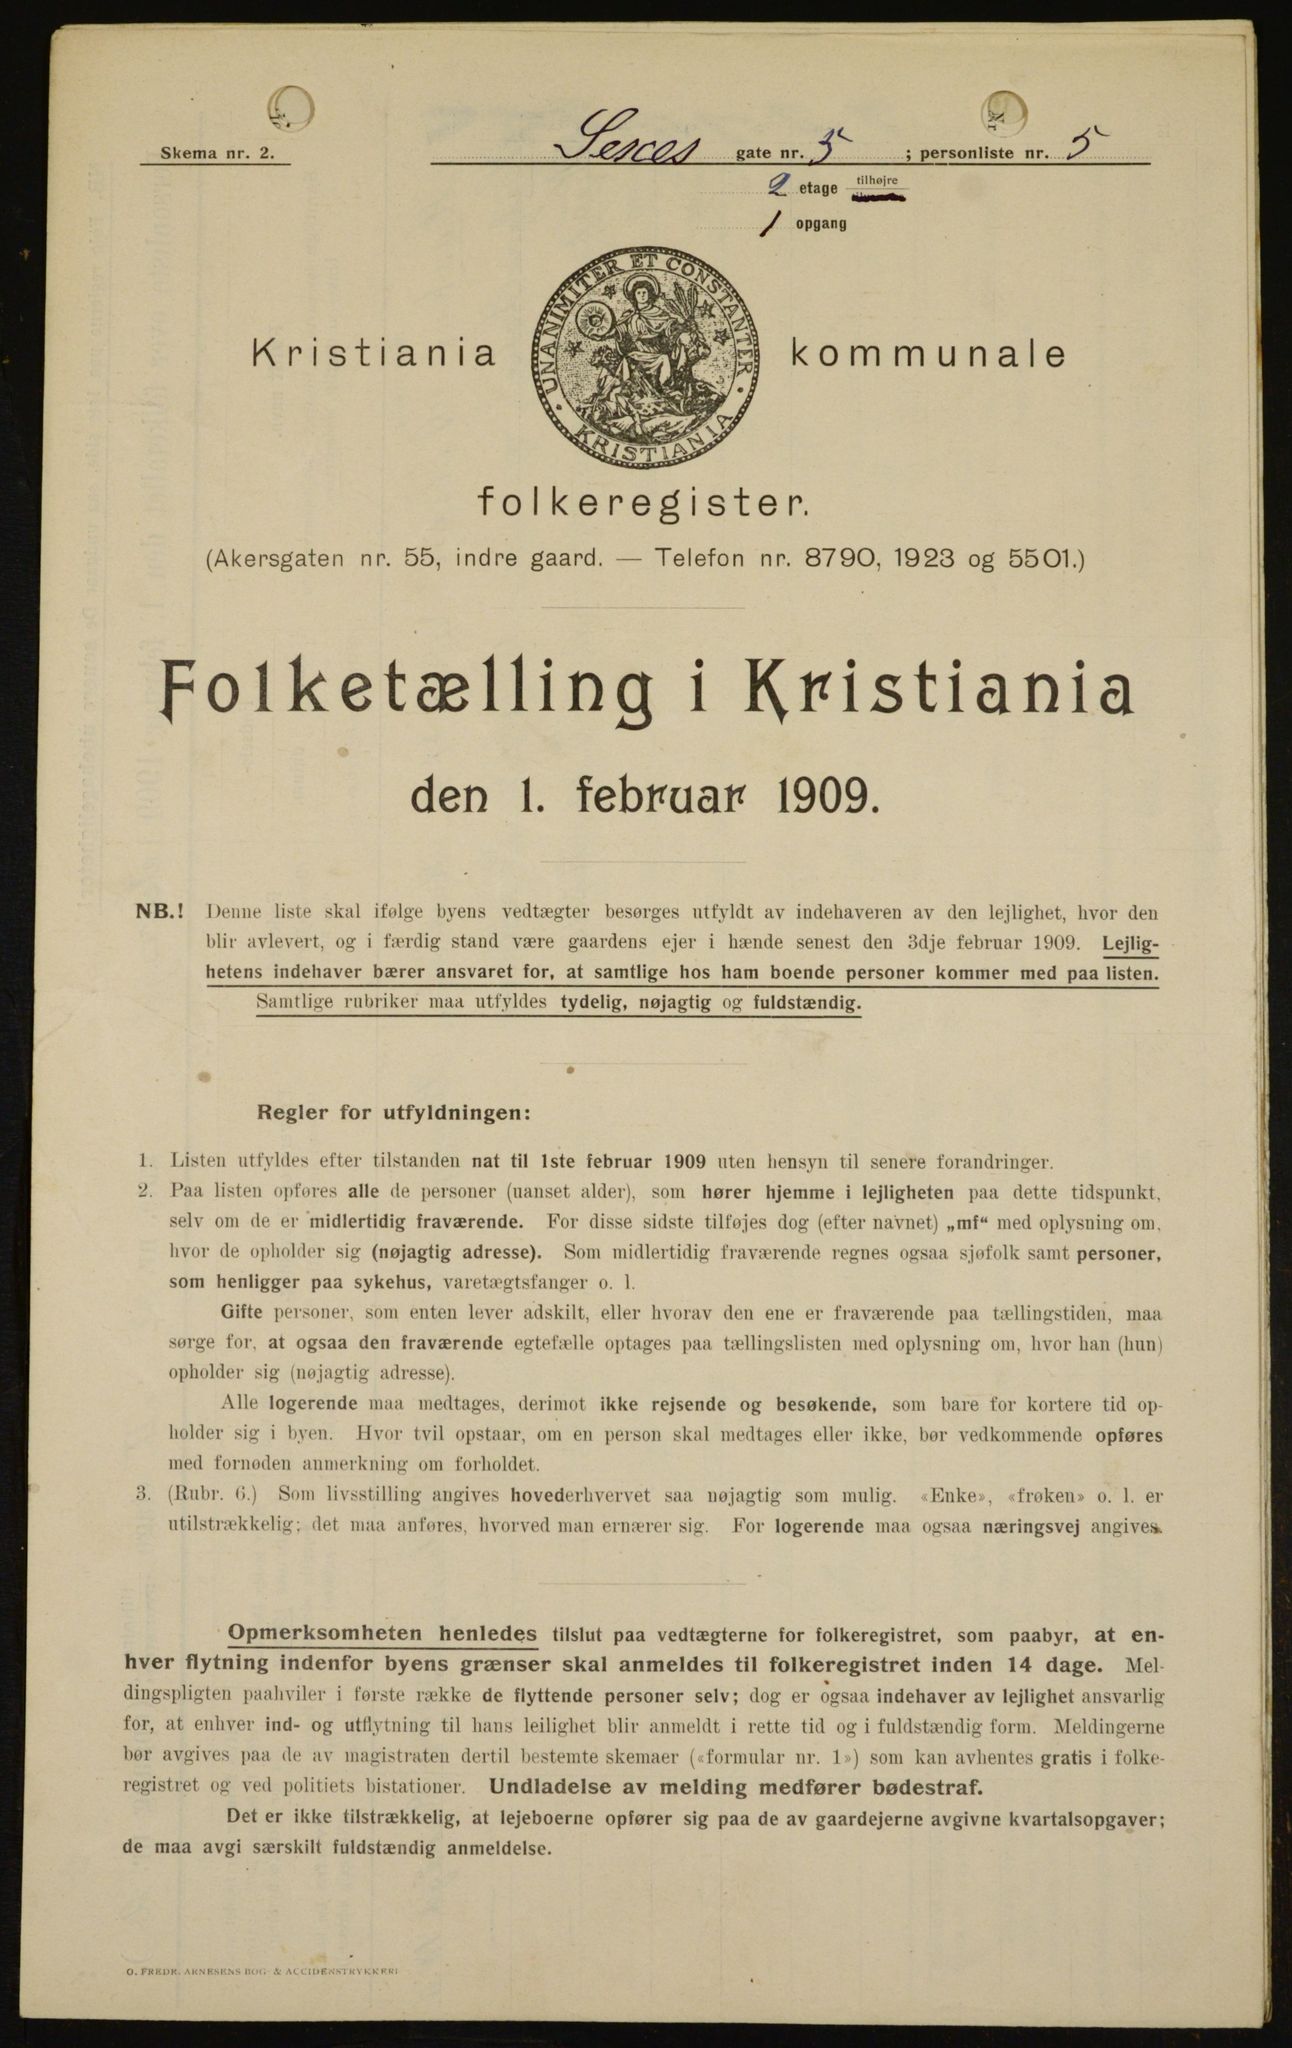 Skema nr. 2.
Sexes gate nr. 5 ; personliste nr. 5
2 etage tilhøjre
1 opgang
UNANIMITER ET CONSTANTER
KRISTIANIA
Kristiania kommunale
folkeregister.
(Akersgaten nr. 55, indre gaard. — Telefon nr. 8790, 1923 og 5501.)
Folketælling i Kristiania
den 1. februar 1909.
NB.! Denne liste skal ifølge byens vedtægter besørges utfyldt av indehaveren av den lejlighet, hvor den
blir avlevert, og i færdig stand være gaardens ejer i hænde senest den 3dje februar 1909. Lejlig-
hetens indehaver bærer ansvaret for, at samtlige hos ham boende personer kommer med paa listen.
Samtlige rubriker maa utfyldes tydelig, nøjagtig og fuldstændig.
Regler for utfyldningen:
1. Listen utfyldes efter tilstanden nat til 1ste februar 1909 uten hensyn til senere forandringer.
2. Paa listen opføres alle de personer (uanset alder), som hører hjemme i lejligheten paa dette tidspunkt,
selv om de er midlertidig fraværende. For disse sidste tilføjes dog (efter navnet) „mf“ med oplysning om,
hvor de opholder sig (nøjagtig adresse). Som midlertidig fraværende regnes ogsaa sjøfolk samt personer,
som henligger paa sykehus, varetægtsfanger o. l.
Gifte personer, som enten lever adskilt, eller hvorav den ene er fraværende paa tællingstiden, maa
sørge for, at ogsaa den fraværende egtefælle optages paa tællingslisten med oplysning om, hvor han (hun)
opholder sig (nøjagtig adresse).
Alle logerende maa medtages, derimot ikke rejsende og besøkende, som bare for kortere tid op-
holder sig i byen. Hvor tvil opstaar, om en person skal medtages eller ikke, bør vedkommende opføres
med fornøden anmerkning om forholdet.
3. (Rubr. 6.) Som livsstilling angives hovederhvervet saa nøjagtig som mulig. «Enke», «frøken» o. l. er
utilstrækkelig; det maa anføres, hvorved man ernærer sig. For logerende maa ogsaa næringsvej angives.
Opmerksomheten henledes tilslut paa vedtægterne for folkeregistret, som paabyr, at en-
hver flytning indenfor byens grænser skal anmeldes til folkeregistret inden 14 dage. Mel-
dingspligten paahviler i første række de flyttende personer selv; dog er ogsaa indehaver av lejlighet ansvarlig
for, at enhver ind- og utflytning til hans leilighet blir anmeldt i rette tid og i fuldstændig form. Meldingerne
bør avgives paa de av magistraten dertil bestemte skemaer («formular nr. 1») som kan avhentes gratis i folke-
registret og ved politiets bistationer. Undladelse av melding medfører bødestraf.
Det er ikke tilstrækkelig, at lejeboerne opfører sig paa de av gaardejerne avgivne kvartalsopgaver;
de maa avgi særskilt fuldstændig anmeldelse.
O. FREDR. ARNESENS BOG- & ACCIDENSTRYKKERI